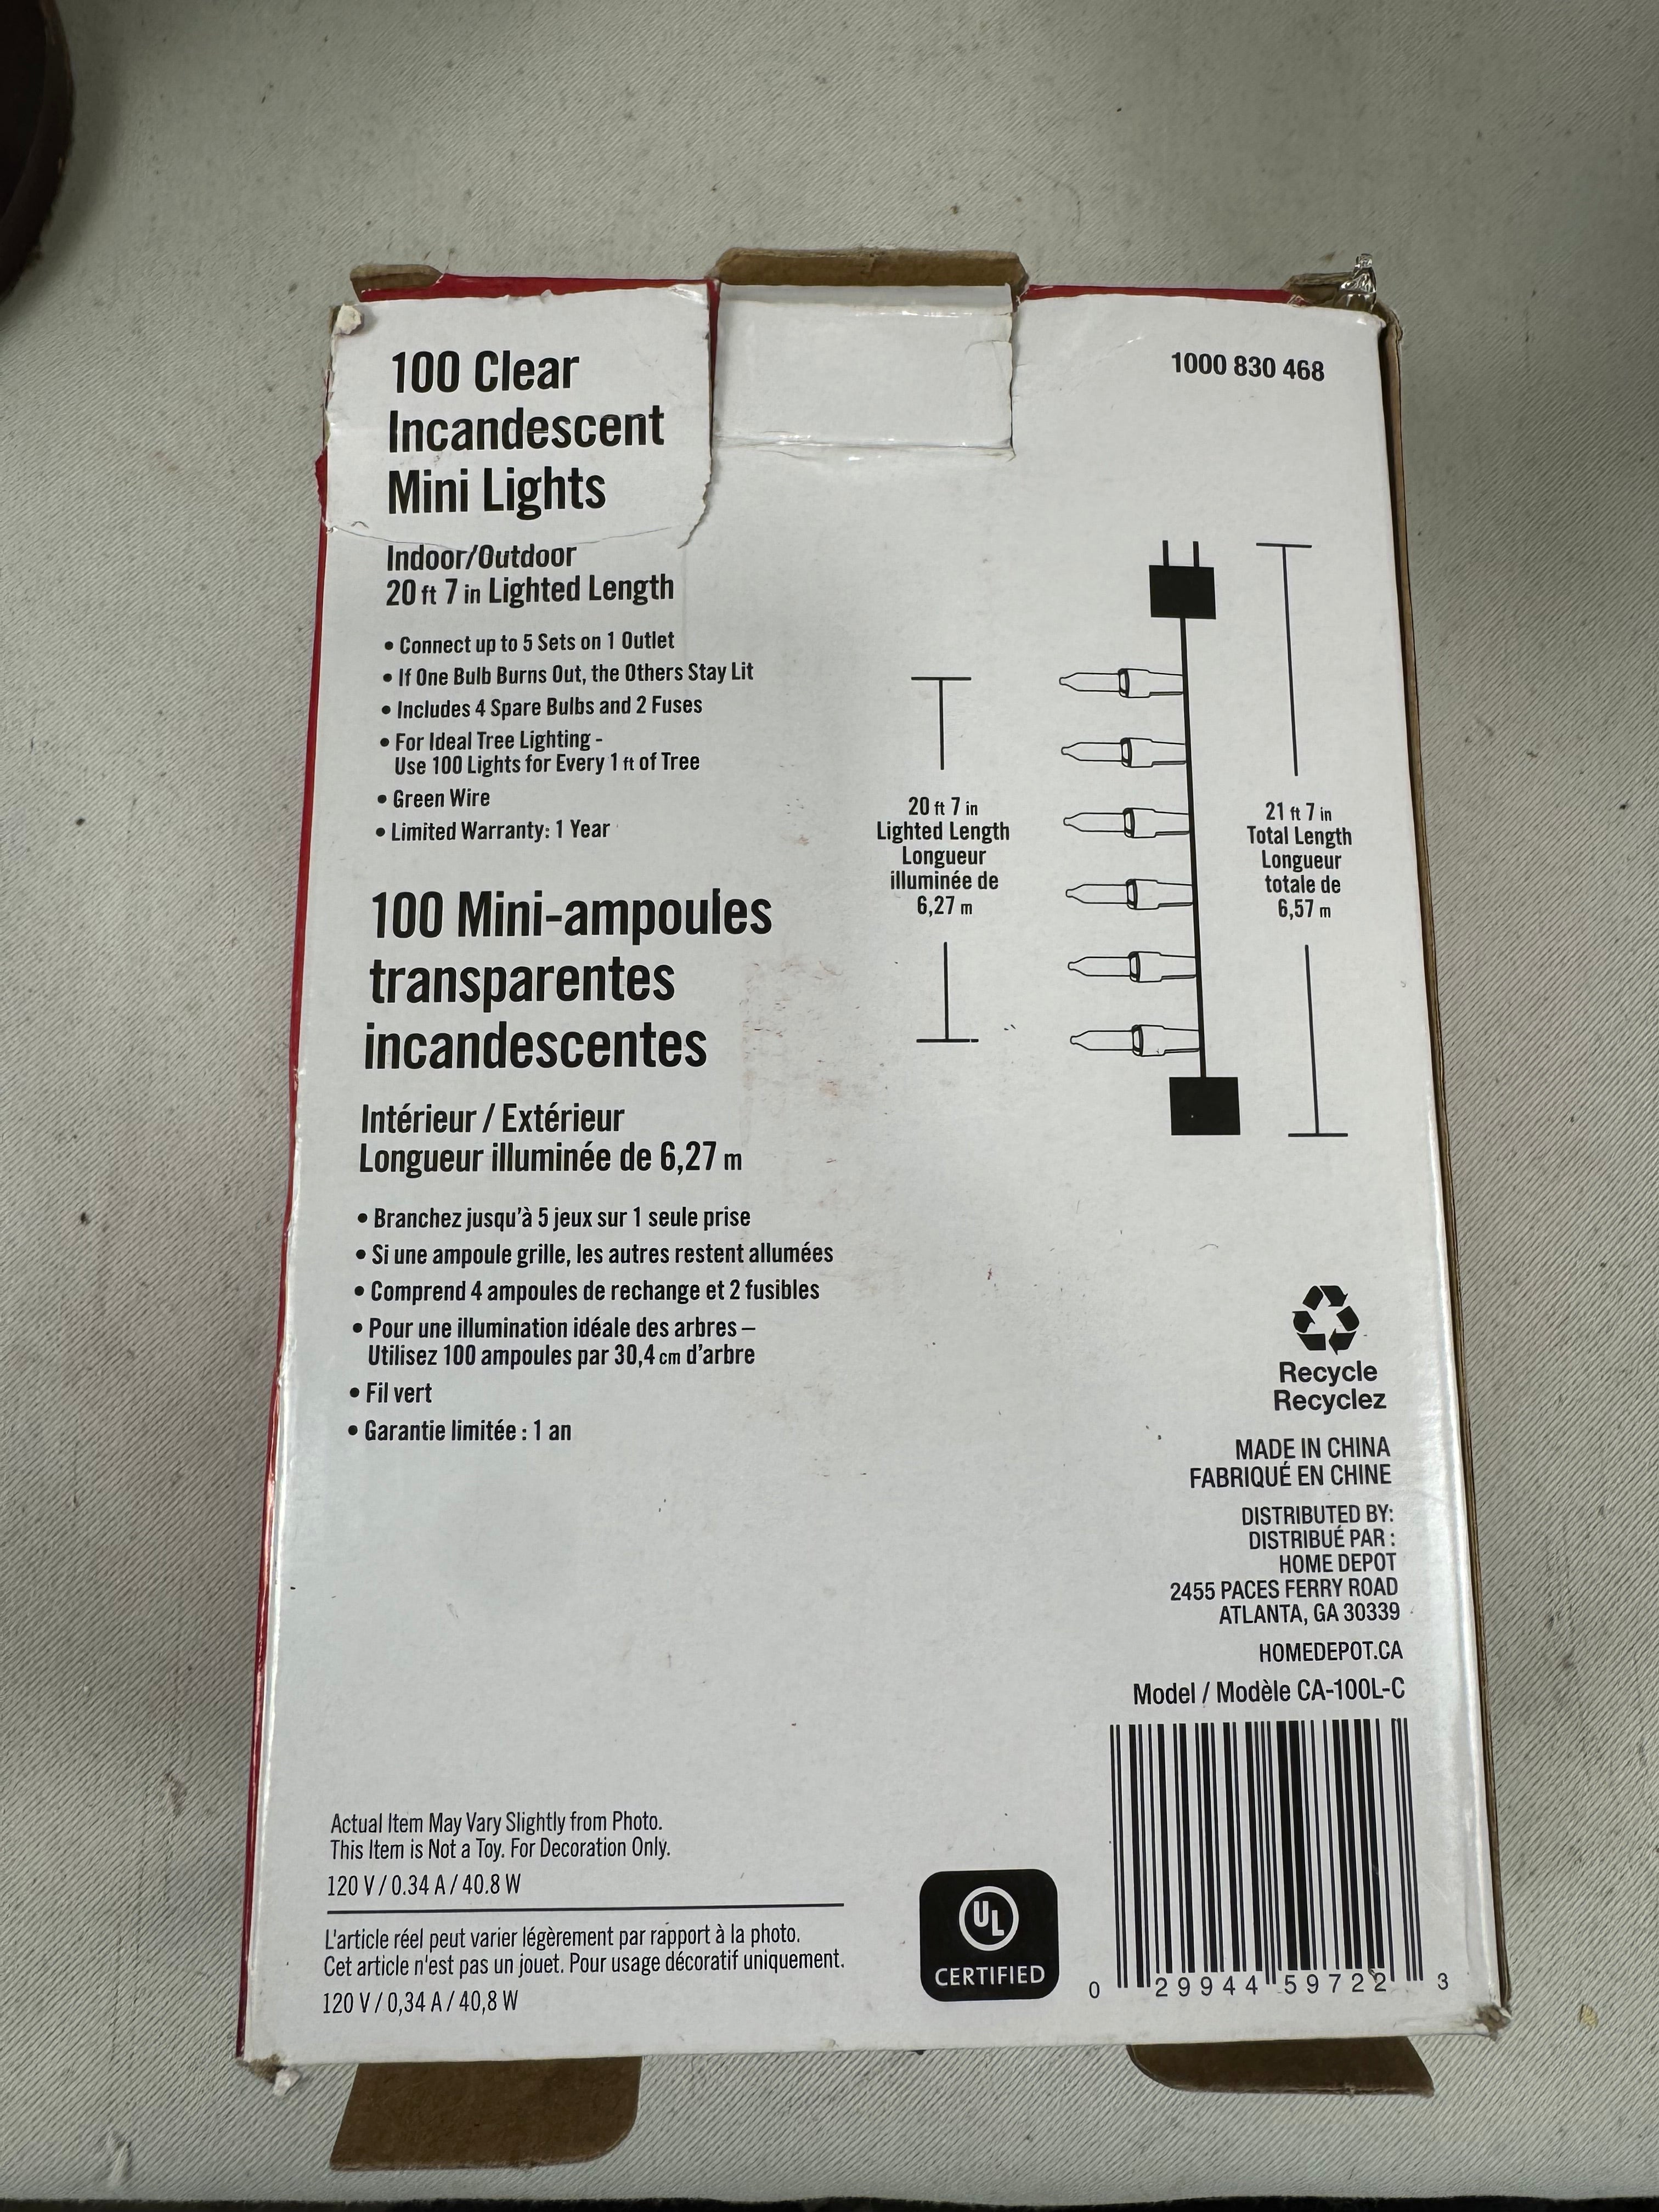 100 Clear
Incandescent
Mini Lights
1000 830 468
Indoor/Outdoor
20 ft 7 in Lighted Length
• Connect up to 5 Sets on 1 Outlet
• If One Bulb Burns Out, the Others Stay Lit
• Includes 4 Spare Bulbs and 2 Fuses
• For Ideal Tree Lighting -
Use 100 Lights for Every 1 ft of Tree
• Green Wire
• Limited Warranty: 1 Year
20 ft 7 in
Lighted Length
Longueur
illuminée de
6,27 m
21 ft 7 in
Total Length
Longueur
totale de
6,57 m
100 Mini-ampoules
transparentes
incandescentes
Intérieur / Extérieur
Longueur illuminée de 6,27 m
• Branchez jusqu'à 5 jeux sur 1 seule prise
• Si une ampoule grille, les autres restent allumées
• Comprend 4 ampoules de rechange et 2 fusibles
• Pour une illumination idéale des arbres –
Utilisez 100 ampoules par 30,4 cm d'arbre
• Fil vert
• Garantie limitée : 1 an
Recycle
Recyclez
MADE IN CHINA
FABRIQUÉ EN CHINE
DISTRIBUTED BY:
DISTRIBUÉ PAR :
HOME DEPOT
2455 PACES FERRY ROAD
ATLANTA, GA 30339
HOMEDEPOT.CA
Model / Modèle CA-100L-C
Actual Item May Vary Slightly from Photo.
This Item is Not a Toy. For Decoration Only.
120 V / 0.34 A / 40.8 W
L'article réel peut varier légèrement par rapport à la photo.
Cet article n'est pas un jouet. Pour usage décoratif uniquement.
120 V / 0,34 A / 40,8 W
UL
CERTIFIED
0 29944 59722 3